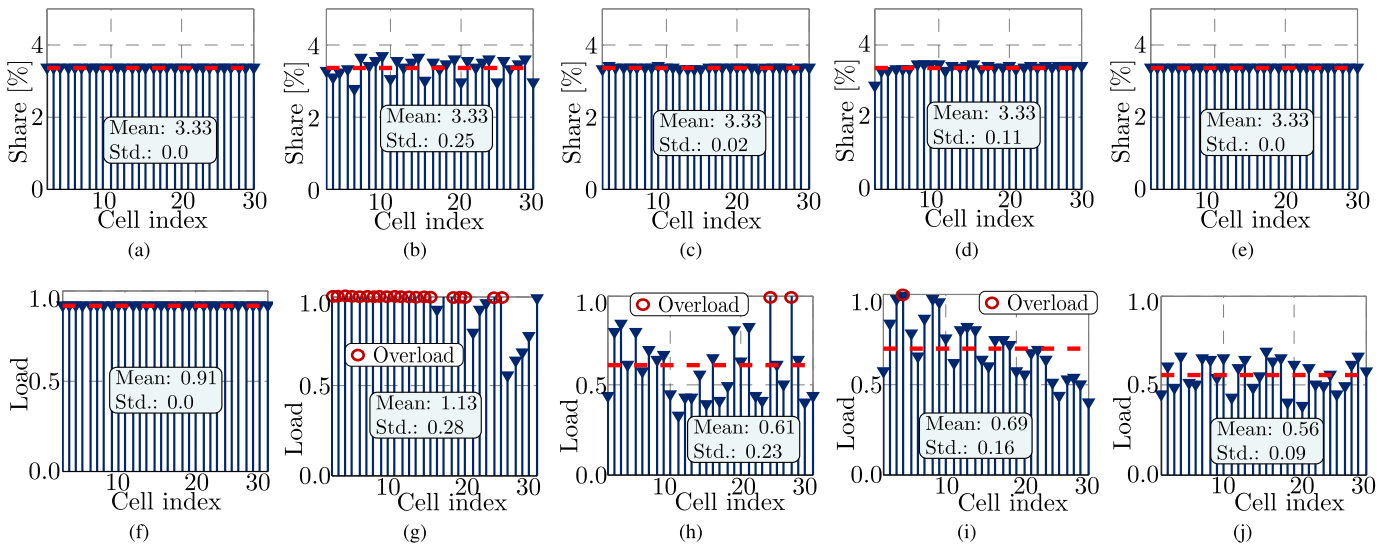 Share [%]
4
2
0
Mean: 3.33
Std.: 0.0
10
20
30
Cell index
(a)
Share [%]
4
2
0
Mean: 3.33
Std.: 0.25
10
20
30
Cell index
(b)
Share [%]
4
2
0
Mean: 3.33
Std.: 0.02
10
20
30
Cell index
(c)
Share [%]
4
2
0
Mean: 3.33
Std.: 0.11
10
20
30
Cell index
(d)
Share [%]
4
2
0
Mean: 3.33
Std.: 0.0
10
20
30
Cell index
(e)
Load
1.0
0.5
0.0
Mean: 0.91
Std.: 0.0
10
20
30
Cell index
(f)
Load
1.0
0.5
0.0
Overload
Mean: 1.13
Std.: 0.28
10
20
30
Cell index
(g)
Load
1.0
0.5
0.0
Overload
Mean: 0.61
Std.: 0.23
10
20
30
Cell index
(h)
Load
1.0
0.5
0.0
Overload
Mean: 0.69
Std.: 0.16
10
20
30
Cell index
(i)
Load
1.0
0.5
0.0
Mean: 0.56
Std.: 0.09
10
20
30
Cell index
(j)